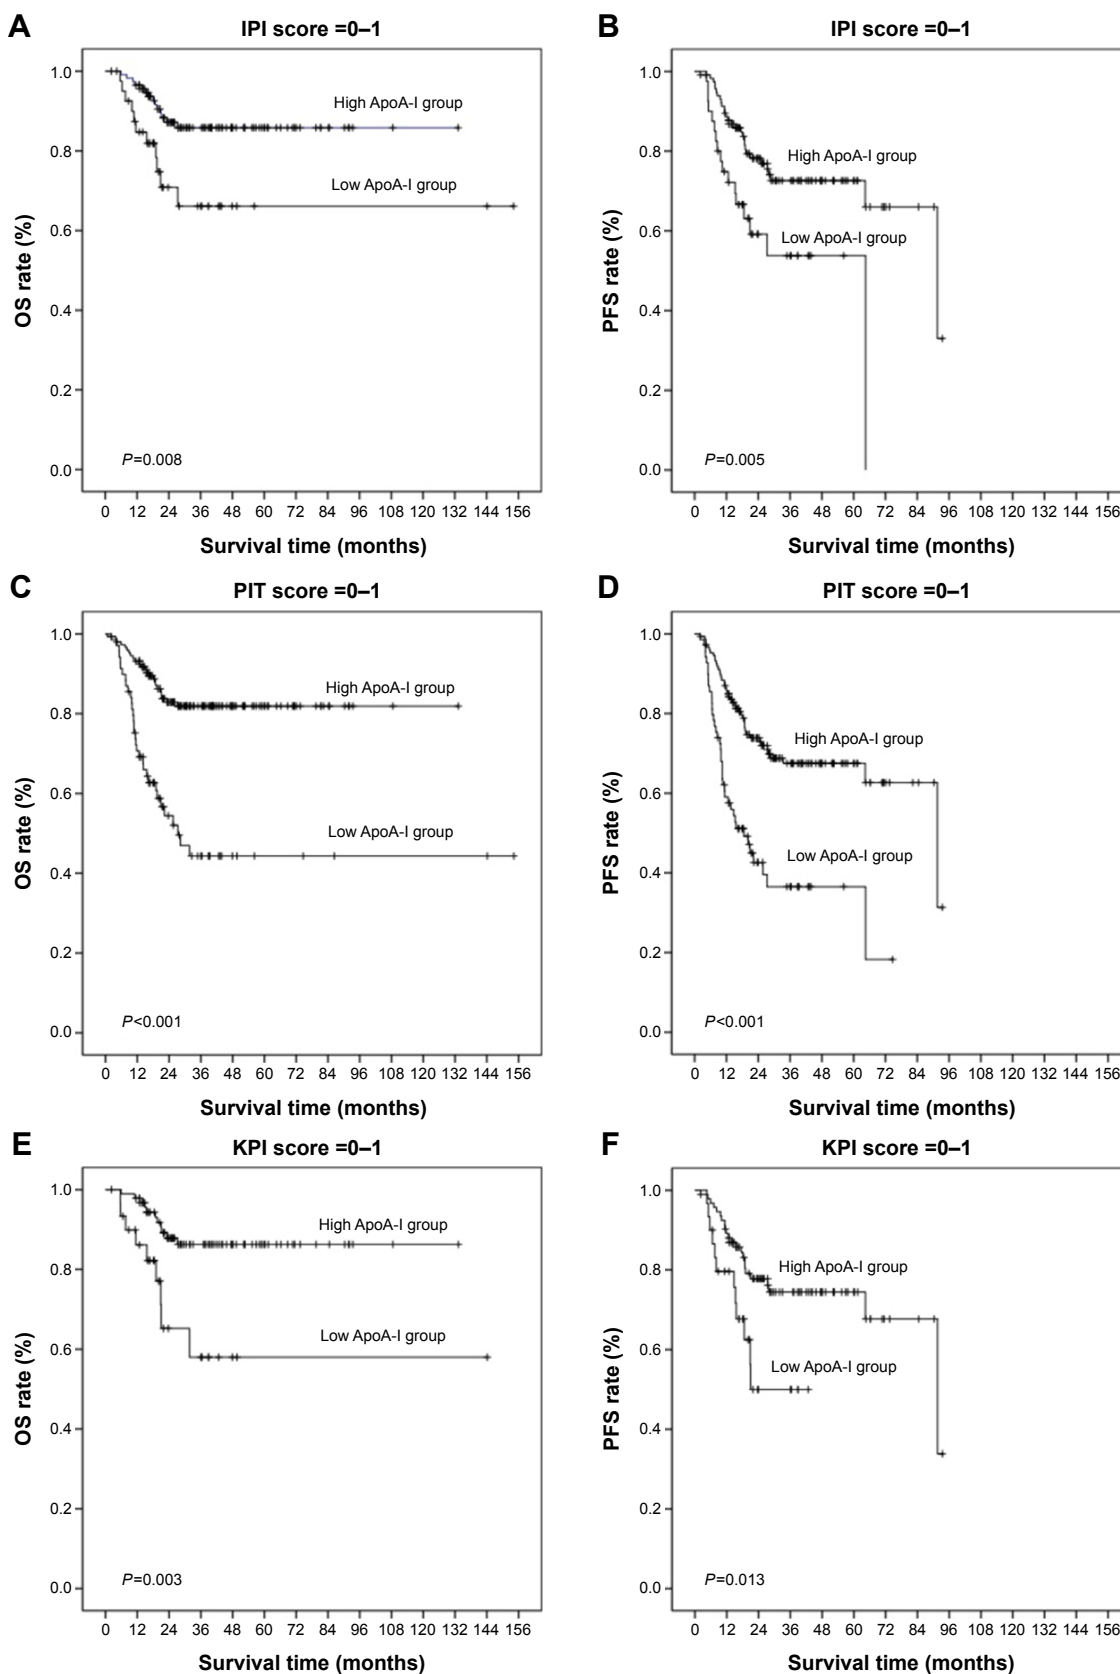 A
IPI score =0–1
OS rate (%)
1.0
0.8
0.6
0.4
0.2
0.0
High ApoA-I group
Low ApoA-I group
P=0.008
0 12 24 36 48 60 72 84 96 108 120 132 144 156
Survival time (months)
B
IPI score =0–1
PFS rate (%)
1.0
0.8
0.6
0.4
0.2
0.0
High ApoA-I group
Low ApoA-I group
P=0.005
0 12 24 36 48 60 72 84 96 108 120 132 144 156
Survival time (months)
C
PIT score =0–1
OS rate (%)
1.0
0.8
0.6
0.4
0.2
0.0
High ApoA-I group
Low ApoA-I group
P<0.001
0 12 24 36 48 60 72 84 96 108 120 132 144 156
Survival time (months)
D
PIT score =0–1
PFS rate (%)
1.0
0.8
0.6
0.4
0.2
0.0
High ApoA-I group
Low ApoA-I group
P<0.001
0 12 24 36 48 60 72 84 96 108 120 132 144 156
Survival time (months)
E
KPI score =0–1
OS rate (%)
1.0
0.8
0.6
0.4
0.2
0.0
High ApoA-I group
Low ApoA-I group
P=0.003
0 12 24 36 48 60 72 84 96 108 120 132 144 156
Survival time (months)
F
KPI score =0–1
PFS rate (%)
1.0
0.8
0.6
0.4
0.2
0.0
High ApoA-I group
Low ApoA-I group
P=0.013
0 12 24 36 48 60 72 84 96 108 120 132 144 156
Survival time (months)